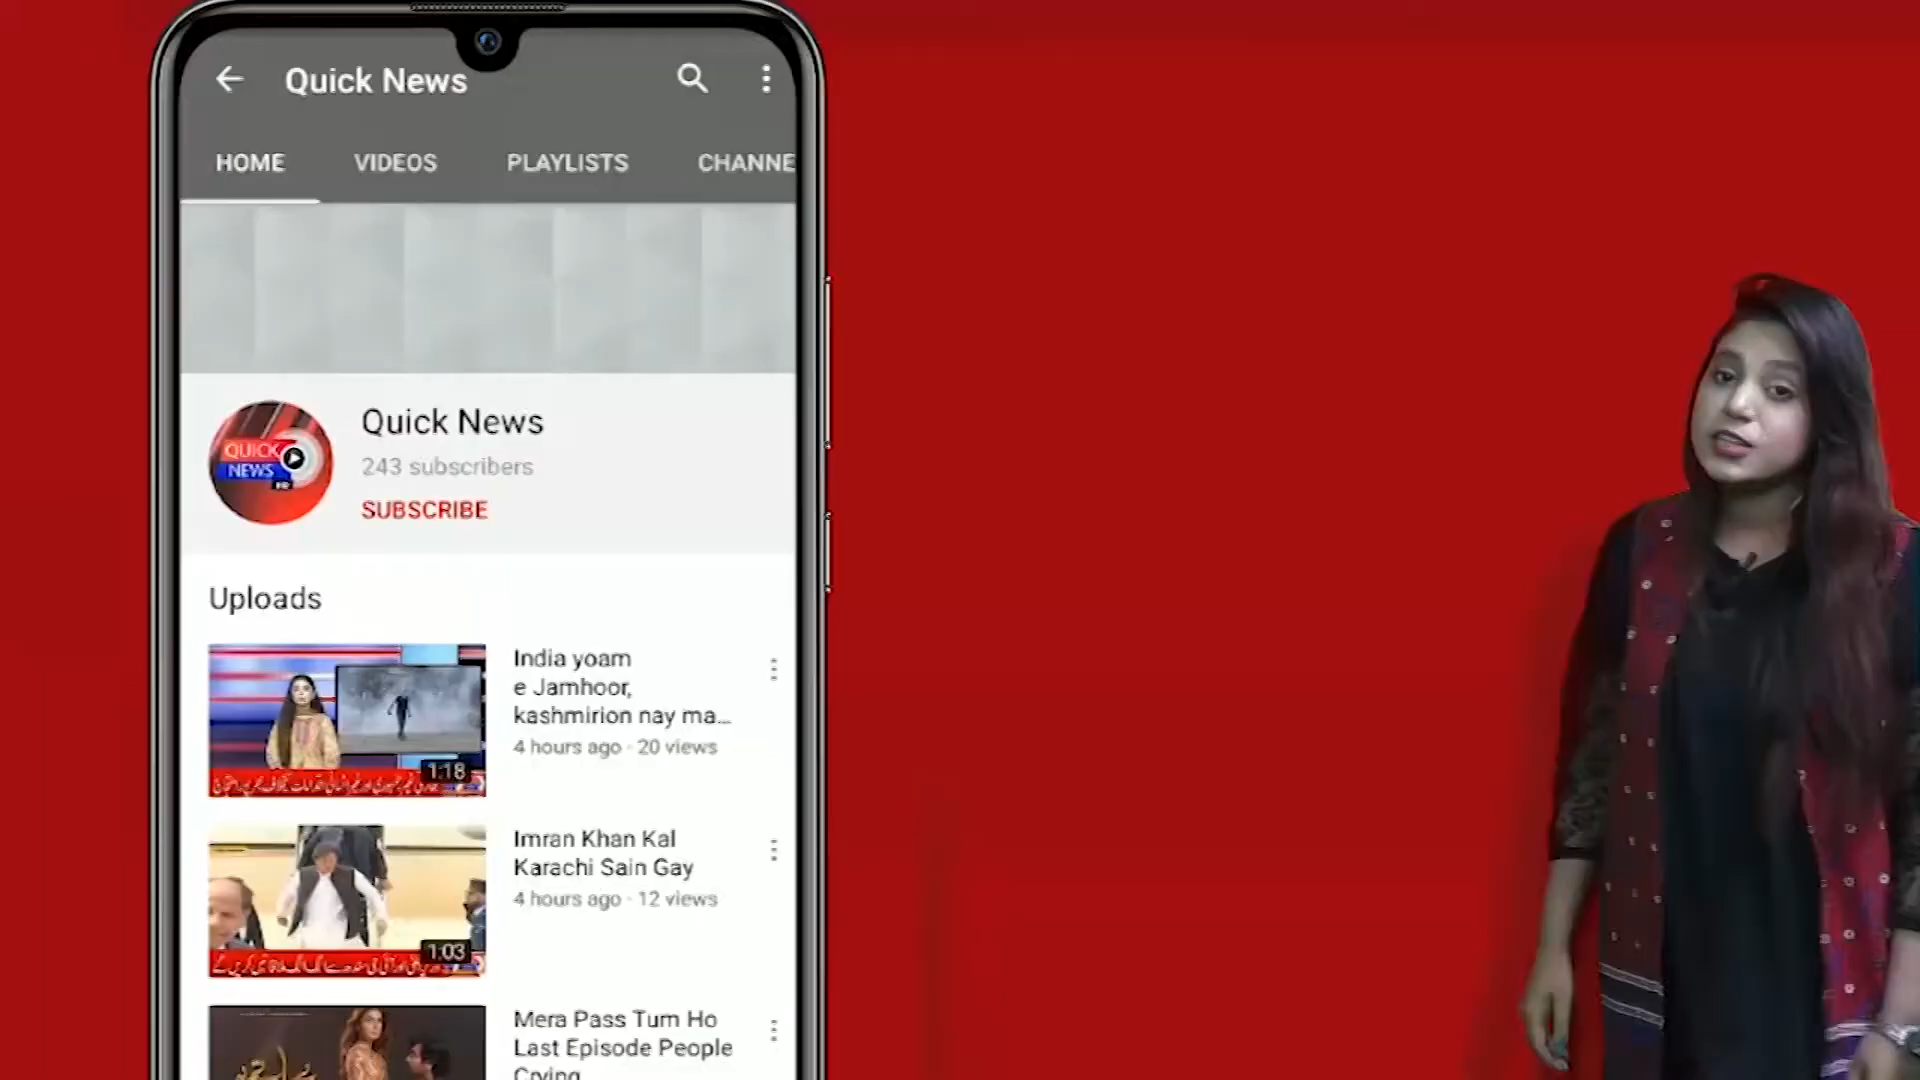 Quick News
HOME VIDEOS PLAYLISTS CHANNE
QUICK
NEWS
HD
Quick News
243 subscribers
SUBSCRIBE
Uploads
India yoam
e Jamhoor,
kashmirion nay ma...
4 hours ago · 20 views
1:18
Imran Khan Kal
Karachi Sain Gay
4 hours ago · 12 views
1:03
Mera Pass Tum Ho
Last Episode People
Crying